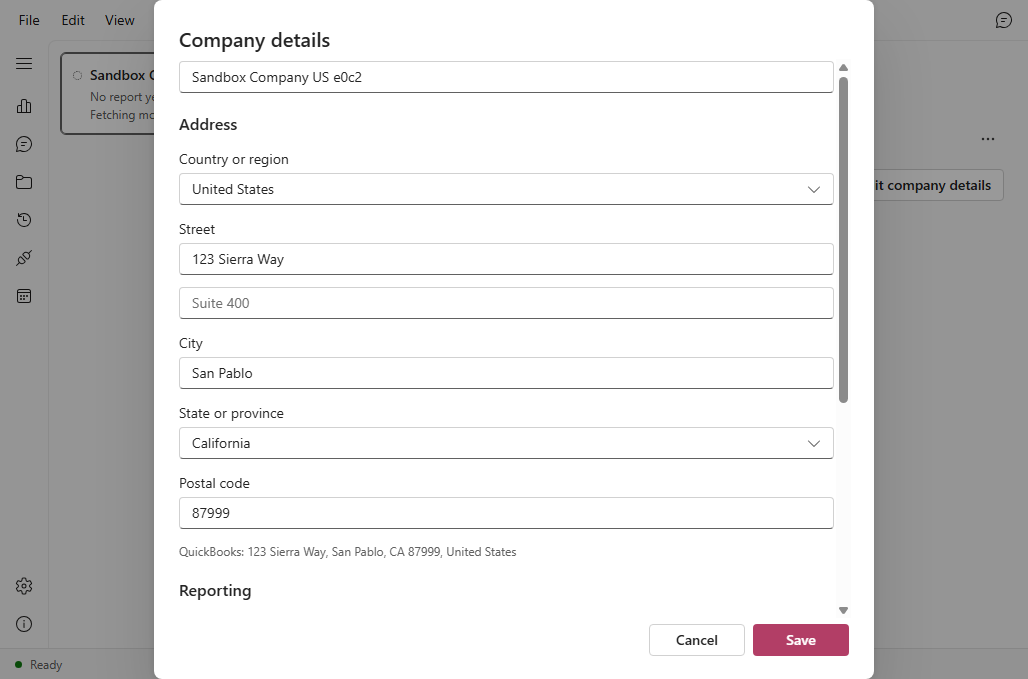 File Edit View
Sandbox
No report
Fetching
it company details
Company details
Sandbox Company US e0c2
Address
Country or region
United States
Street
123 Sierra Way
Suite 400
City
San Pablo
State or province
California
Postal code
87999
QuickBooks: 123 Sierra Way, San Pablo, CA 87999, United States
Reporting
Cancel Save
Ready